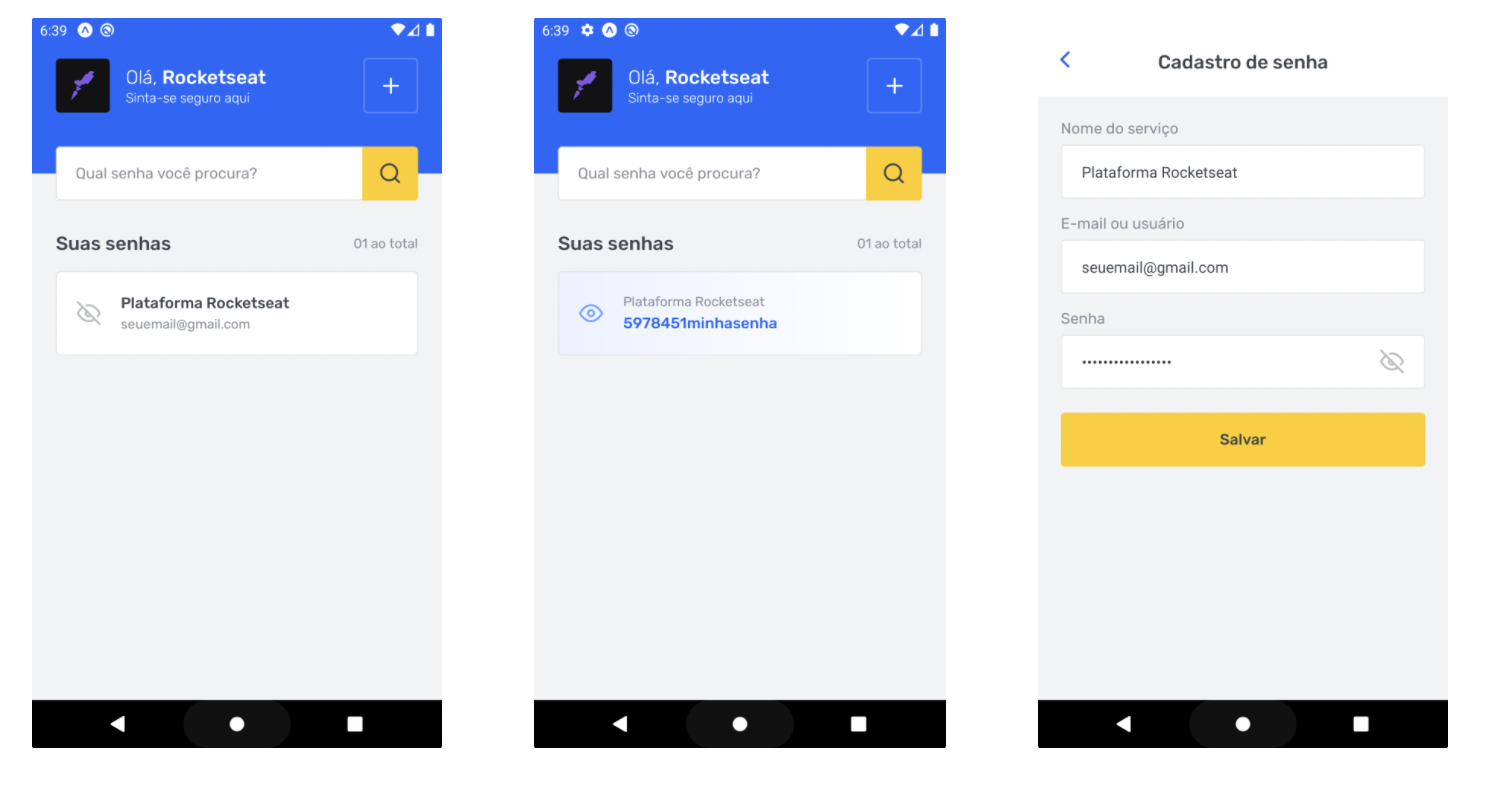 6:39
Olá, Rocketseat
Sinta-se seguro aqui
Qual senha você procura?
Suas senhas
01 ao total
Plataforma Rocketseat
seuemail@gmail.com
6:39
Olá, Rocketseat
Sinta-se seguro aqui
Qual senha você procura?
Suas senhas
01 ao total
Plataforma Rocketseat
5978451minhasenha
Cadastro de senha
Nome do serviço
Plataforma Rocketseat
E-mail ou usuário
seuemail@gmail.com
Senha
•••••••••••••••••
Salvar